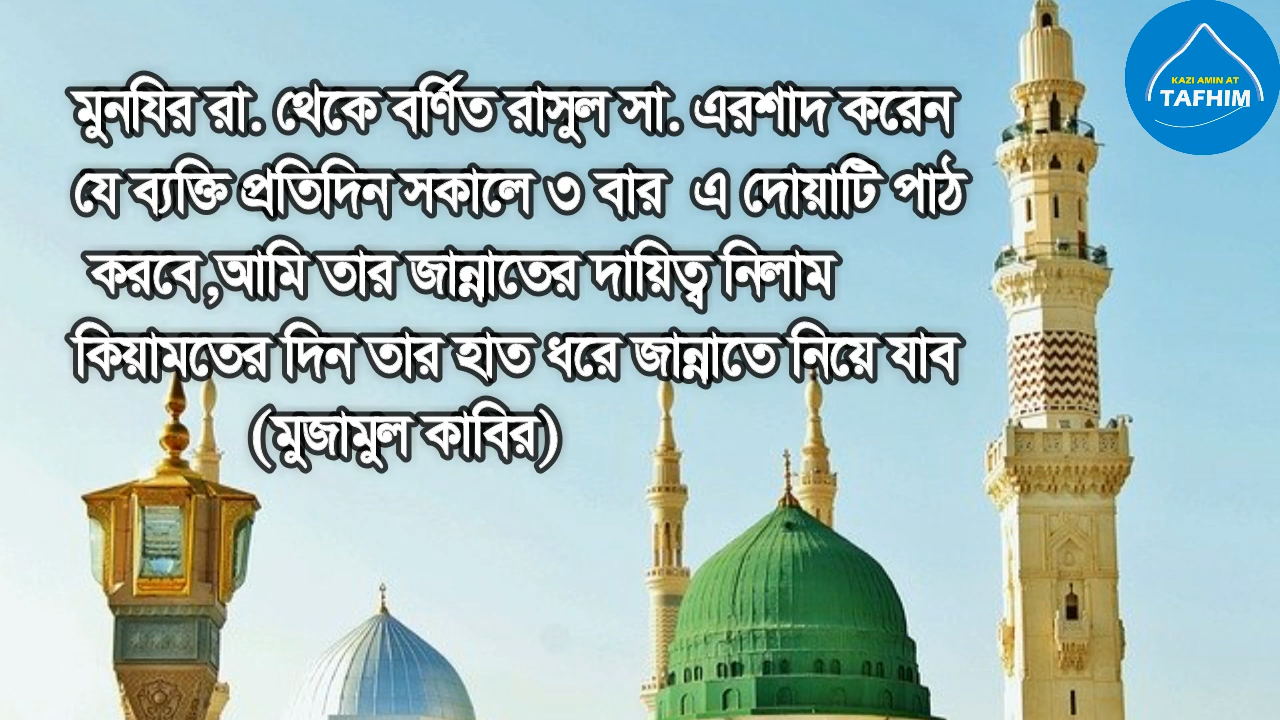 মুনযির রা. থেকে বর্ণিত রাসুল সা. এরশাদ করেন
যে ব্যক্তি প্রতিদিন সকালে ৩ বার এ দোয়াটি পাঠ
করবে,আমি তার জান্নাতের দায়িত্ব নিলাম
কিয়ামতের দিন তার হাত ধরে জান্নাতে নিয়ে যাব
(মুজামুল কাবির)
KAZI AMIN AT
TAFHIM